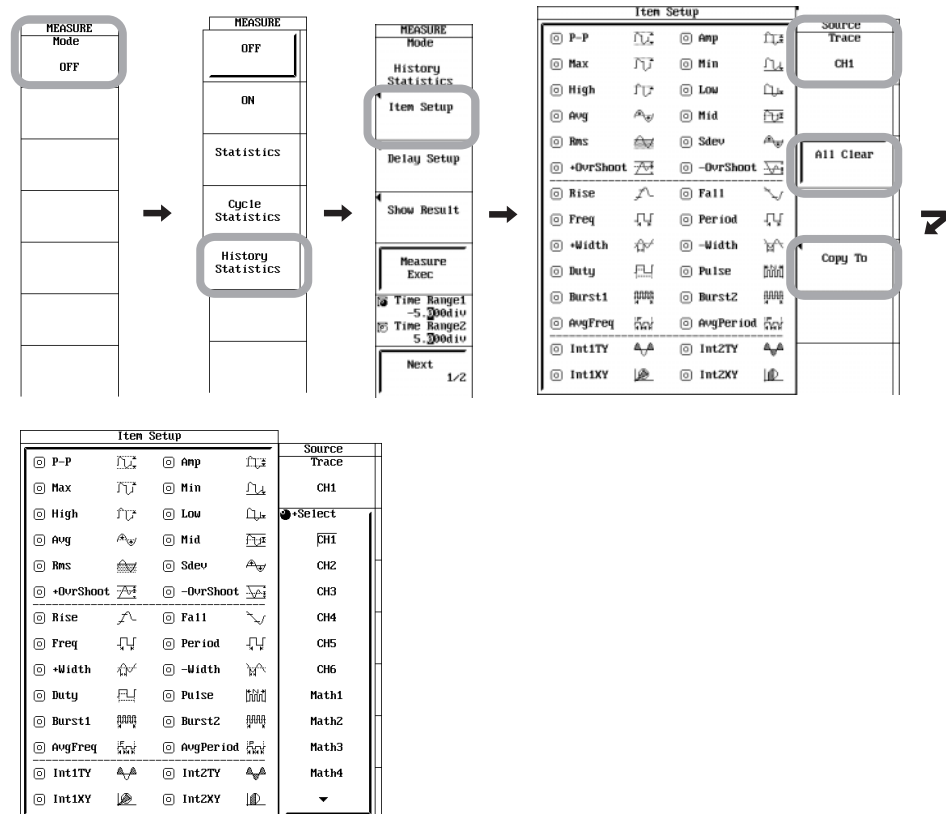 MEASURE
Mode
OFF
MEASURE
OFF
ON
Statistics
Cycle
Statistics
History
Statistics
MEASURE
Mode
History
Statistics
Item Setup
Delay Setup
Show Result
Measure
Exec
Time Range1
-5.000div
Time Range2
5.000div
Next
1/2
Item Setup
P-P Amp
Max Min
High Low
Avg Mid
Rms Sdev
+OvrShoot -OvrShoot
Rise Fall
Freq Period
+Width -Width
Duty Pulse
Burst1 Burst2
AvgFreq AvgPeriod
Int1TY Int2TY
Int1XY Int2XY
Source
Trace
CH1
All Clear
Copy To
Item Setup
P-P Amp
Max Min
High Low
Avg Mid
Rms Sdev
+OvrShoot -OvrShoot
Rise Fall
Freq Period
+Width -Width
Duty Pulse
Burst1 Burst2
AvgFreq AvgPeriod
Int1TY Int2TY
Int1XY Int2XY
Source
Trace
CH1
+Select
CH1
CH2
CH3
CH4
CH5
CH6
Math1
Math2
Math3
Math4